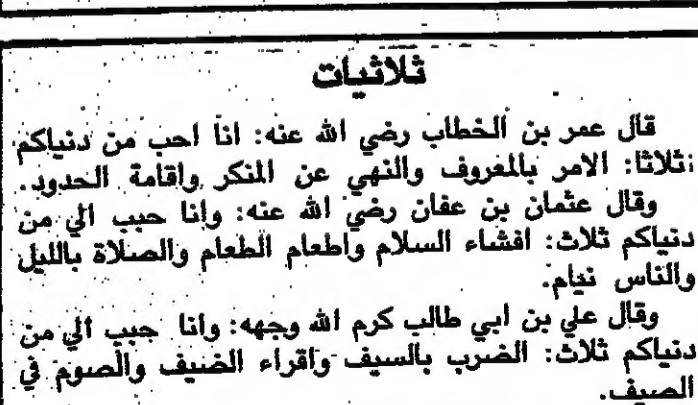 ثلاثيات
قال عمر بن الخطاب رضي الله عنه: انا احب من دنياكم
ثلاثا: الامر بالمعروف والنهي عن المنكر واقامة الحدود.
وقال عثمان بن عفان رضي الله عنه: وانا حبب الي من
دنياكم ثلاث: افشاء السلام واطعام الطعام والصلاة بالليل
والناس نيام.
وقال علي بن ابي طالب كرم الله وجهه: وانا حبب الي من
دنياكم ثلاث: الضرب بالسيف واقراء الضيف والصوم في
الصيف.